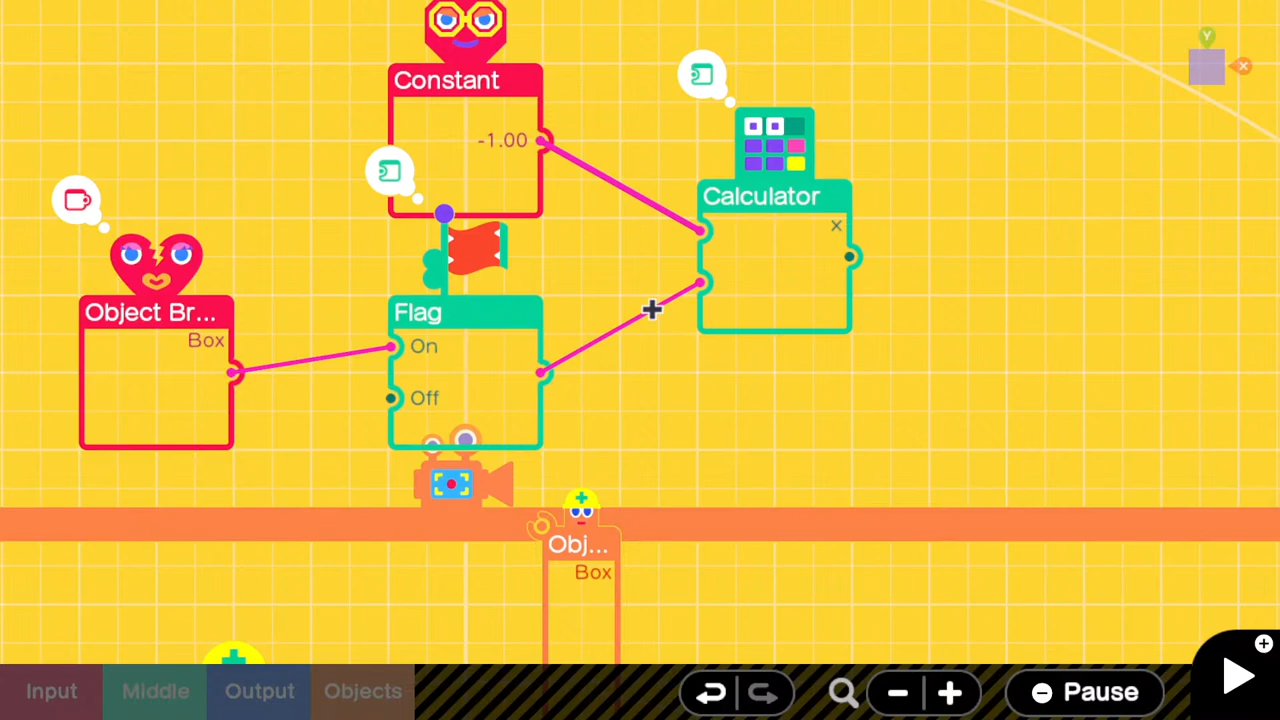 Constant
-1.00
Calculator
×
Object Br...
Box
Flag
On
Off
Obj...
Box
Y
X
Input
Middle
Output
Objects
Pause